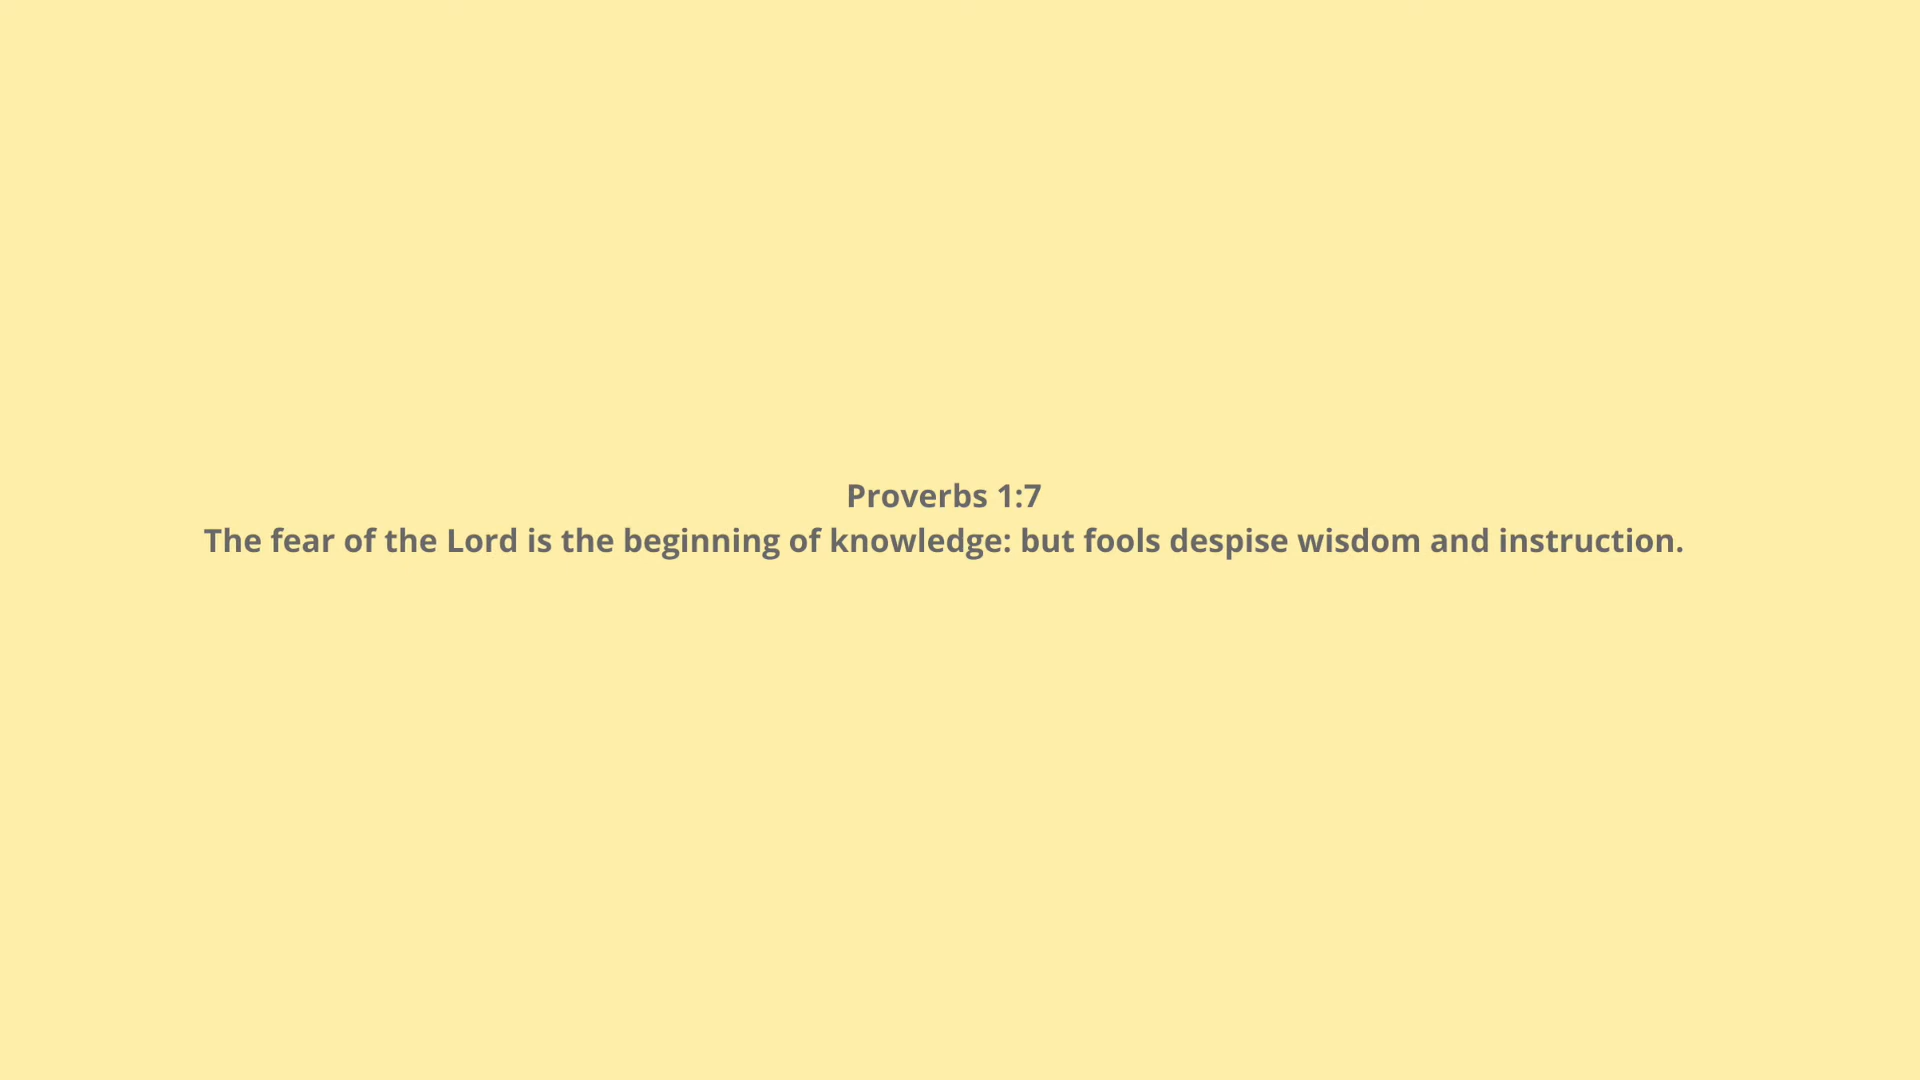 Proverbs 1:7
The fear of the Lord is the beginning of knowledge: but fools despise wisdom and instruction.